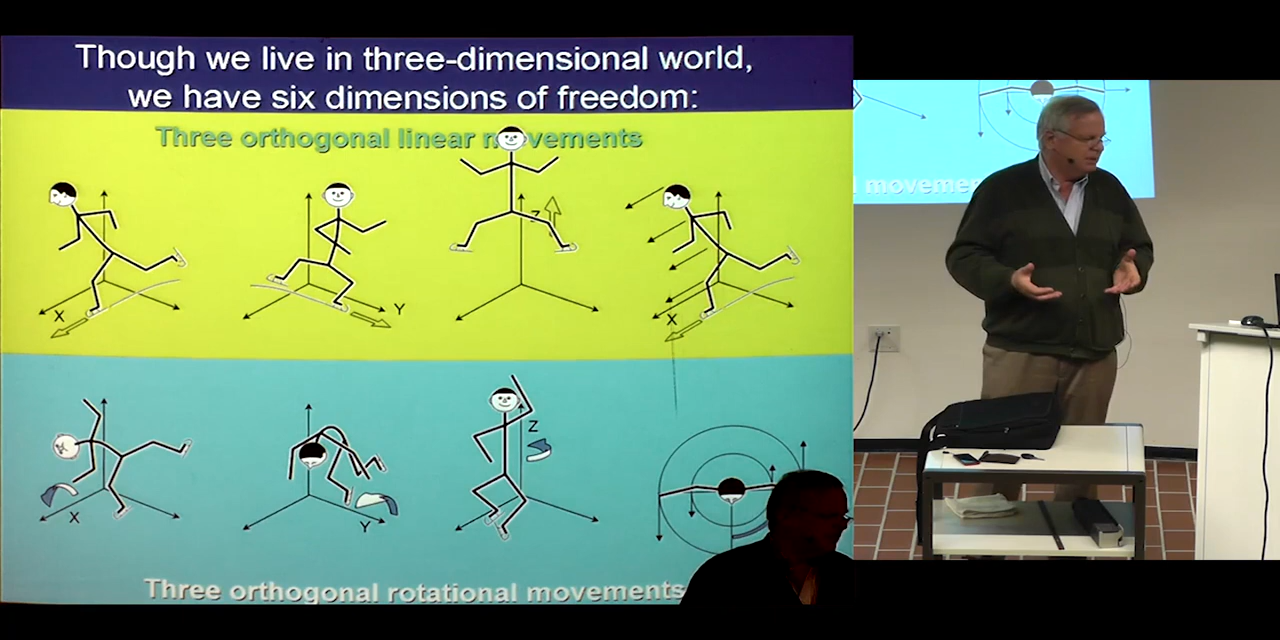 Though we live in three-dimensional world,
we have six dimensions of freedom:
Three orthogonal linear movements
Z
X
Y
X
Z
X
Y
Three orthogonal rotational movements
movemen